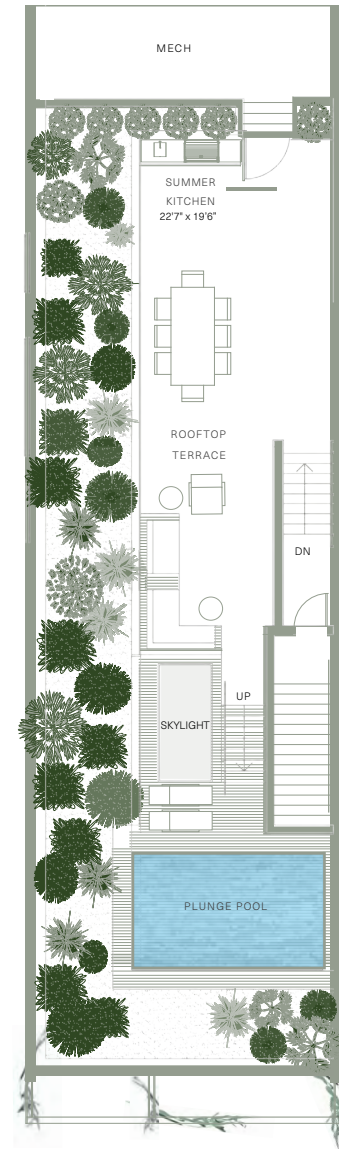 MECH
SUMMER
KITCHEN
22'7" x 19'6"
ROOFTOP
TERRACE
DN
UP
SKYLIGHT
PLUNGE POOL